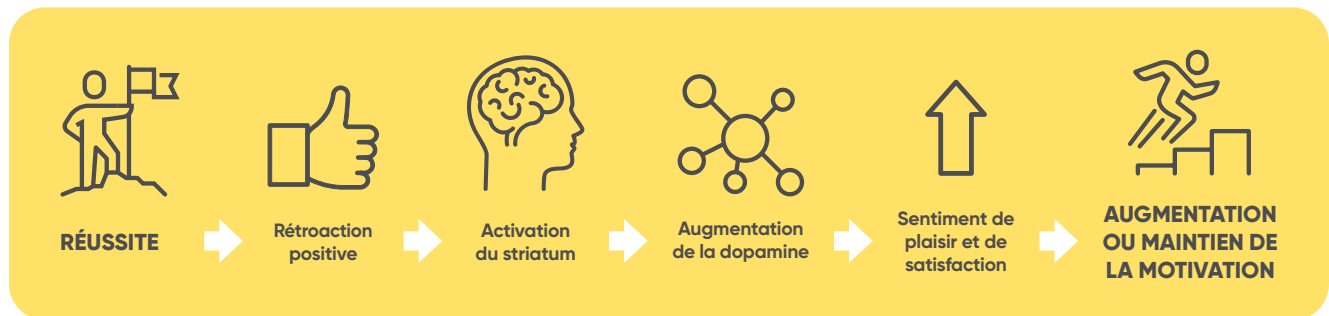 RÉUSSITE
Rétroaction
positive
Activation
du striatum
Augmentation
de la dopamine
Sentiment de
plaisir et de
satisfaction
AUGMENTATION
OU MAINTIEN DE
LA MOTIVATION